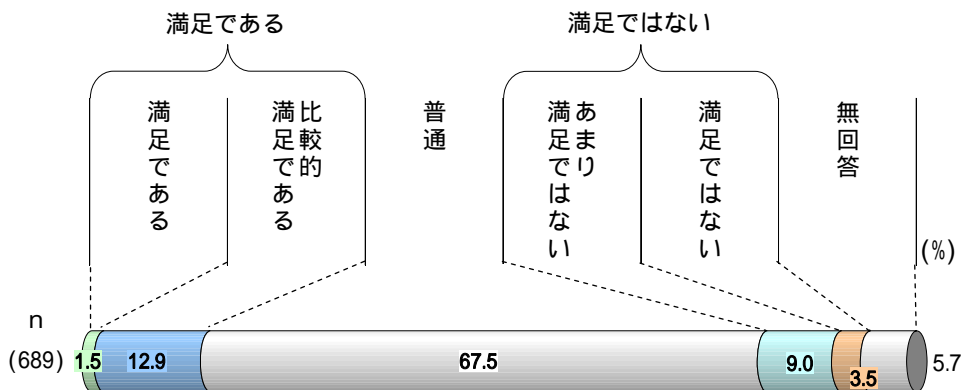 満足である
満足ではない
満足である
比較的
満足である
普通
あまり
満足ではない
満足ではない
無回答
(%)
n
(689)
1.5
12.9
67.5
9.0
3.5
5.7